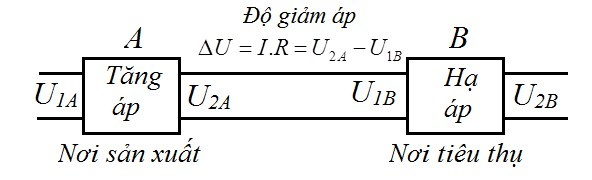 Độ giảm áp
A
ΔU = I.R = U₂A − U₁B
B
U₁A
Tăng
áp
U₂A
U₁B
Hạ
áp
U₂B
Nơi sản xuất
Nơi tiêu thụ